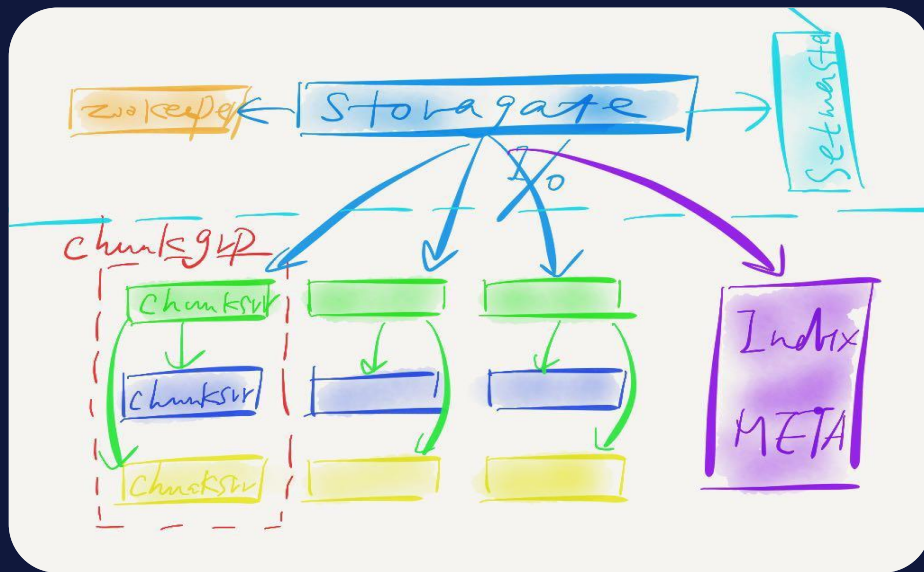 zookeeper
Storagate
Setmaster
I/o
chunkgrp
chunksvr
chunksvr
chunksvr
Index
META